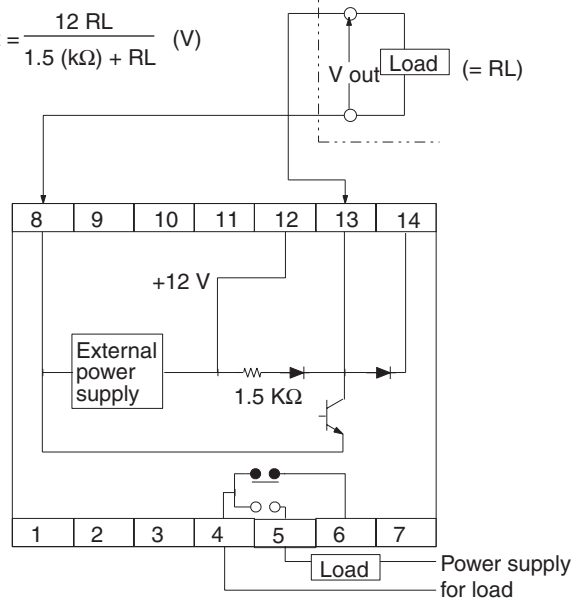 = 12 RL / 1.5 (kΩ) + RL (V)
V out
Load
(= RL)
8 9 10 11 12 13 14
+12 V
External
power
supply
1.5 KΩ
1 2 3 4 5 6 7
Load
Power supply
for load